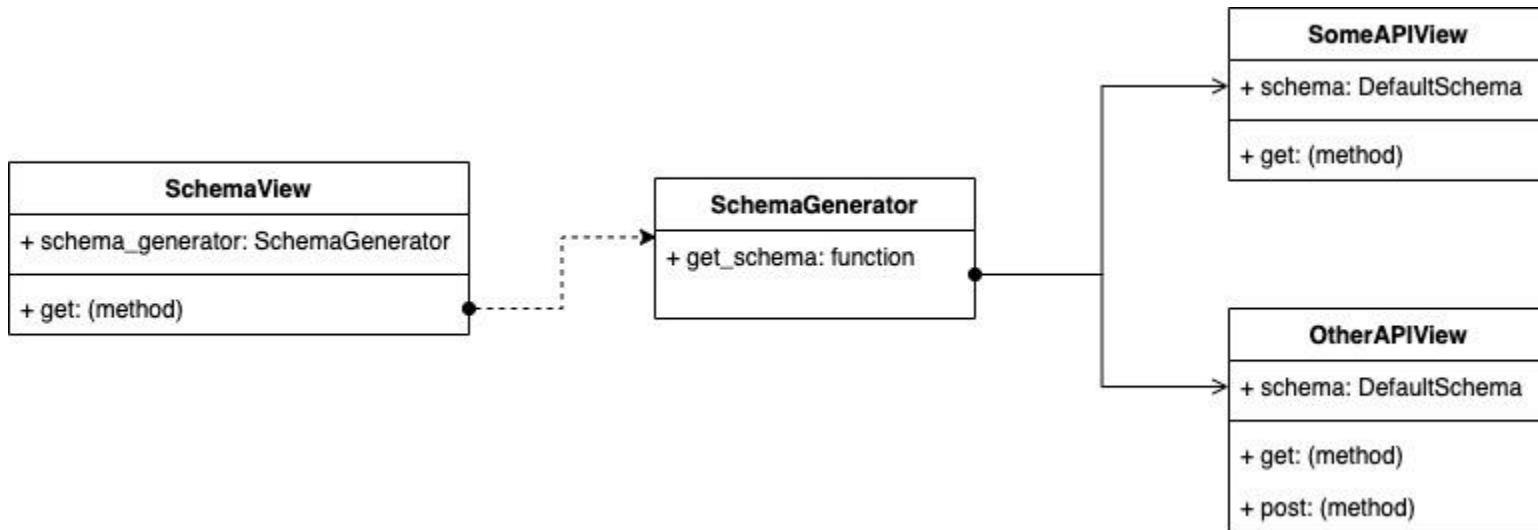 SchemaView
+ schema_generator: SchemaGenerator
+ get: (method)
SchemaGenerator
+ get_schema: function
SomeAPIView
+ schema: DefaultSchema
+ get: (method)
OtherAPIView
+ schema: DefaultSchema
+ get: (method)
+ post: (method)